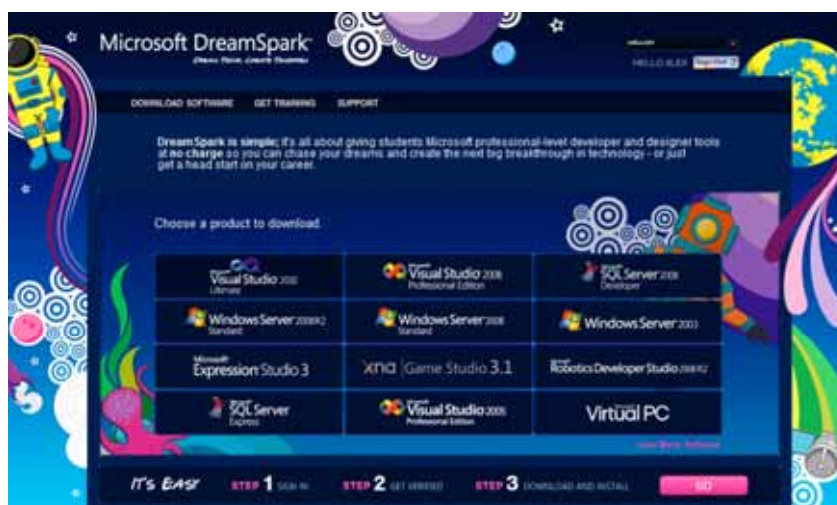 Microsoft DreamSpark
HELLO ALEX
DOWNLOAD SOFTWARE GET TRAINING SUPPORT
DreamSpark is simple; it's all about giving students Microsoft professional-level developer and designer tools
at no charge so you can chase your dreams and create the next big breakthrough in technology - or just
get a head start on your career.
Choose a product to download
Visual Studio 2010
Ultimate
Visual Studio 2008
Professional Edition
SQL Server 2008
Developer
Windows Server 2008 R2
Standard
Windows Server 2008
Standard
Windows Server 2003
Microsoft
Expression Studio 3
xna Game Studio 3.1
Robotics Developer Studio 2008 R2
SQL Server
Express
Visual Studio 2005
Professional Edition
Virtual PC
IT'S EASY STEP 1 SIGN IN STEP 2 GET VERIFIED STEP 3 DOWNLOAD AND INSTALL GO